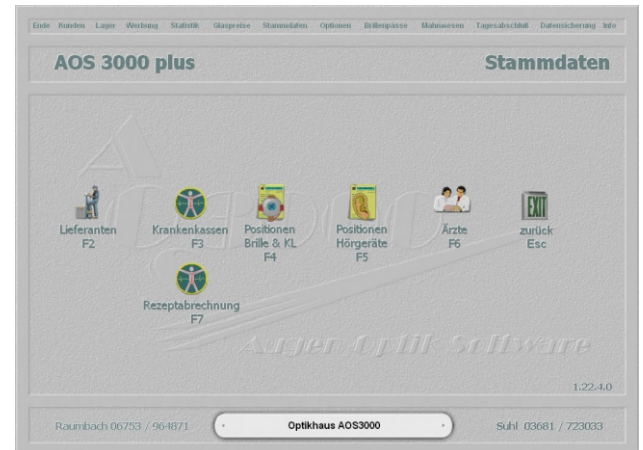 Ende Kunden Lager Werbung Statistik Glaspreise Stammdaten Optionen Brillenpässe Mahnwesen Tagesabschluß Datensicherung Info
AOS 3000 plus
Stammdaten
Lieferanten
F2
Krankenkassen
F3
Positionen
Brille & KL
F4
Positionen
Hörgeräte
F5
Ärzte
F6
EXIT
zurück
Esc
Rezeptabrechnung
F7
Augen Optik Software
1.22.4.0
Raumbach 06753 / 964871
Optikhaus AOS3000
Suhl 03681 / 723033